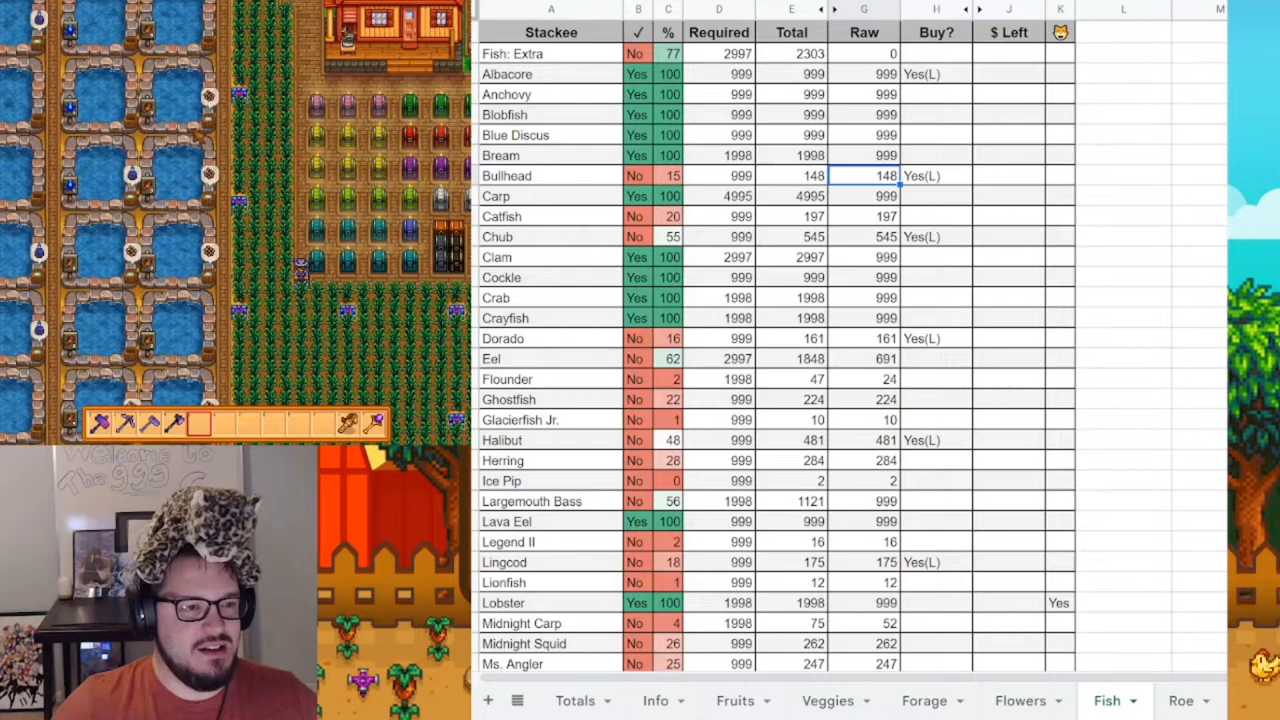 A B C D E G H J K L M
Stackee ✓ % Required Total Raw Buy? $ Left
Fish: Extra No 77 2997 2303 0
Albacore Yes 100 999 999 999 Yes(L)
Anchovy Yes 100 999 999 999
Blobfish Yes 100 999 999 999
Blue Discus Yes 100 999 999 999
Bream Yes 100 1998 1998 999
Bullhead No 15 999 148 148 Yes(L)
Carp Yes 100 4995 4995 999
Catfish No 20 999 197 197
Chub No 55 999 545 545 Yes(L)
Clam Yes 100 2997 2997 999
Cockle Yes 100 999 999 999
Crab Yes 100 1998 1998 999
Crayfish Yes 100 1998 1998 999
Dorado No 16 999 161 161 Yes(L)
Eel No 62 2997 1848 691
Flounder No 2 1998 47 24
Ghostfish No 22 999 224 224
Glacierfish Jr. No 1 999 10 10
Halibut No 48 999 481 481 Yes(L)
Herring No 28 999 284 284
Ice Pip No 0 999 2 2
Largemouth Bass No 56 1998 1121 999
Lava Eel Yes 100 999 999 999
Legend II No 2 999 16 16
Lingcod No 18 999 175 175 Yes(L)
Lionfish No 1 999 12 12
Lobster Yes 100 1998 1998 999 Yes
Midnight Carp No 4 1998 75 52
Midnight Squid No 26 999 262 262
Ms. Angler No 25 999 247 247
+ Totals Info Fruits Veggies Forage Flowers Fish Roe
Welcome to
The 999